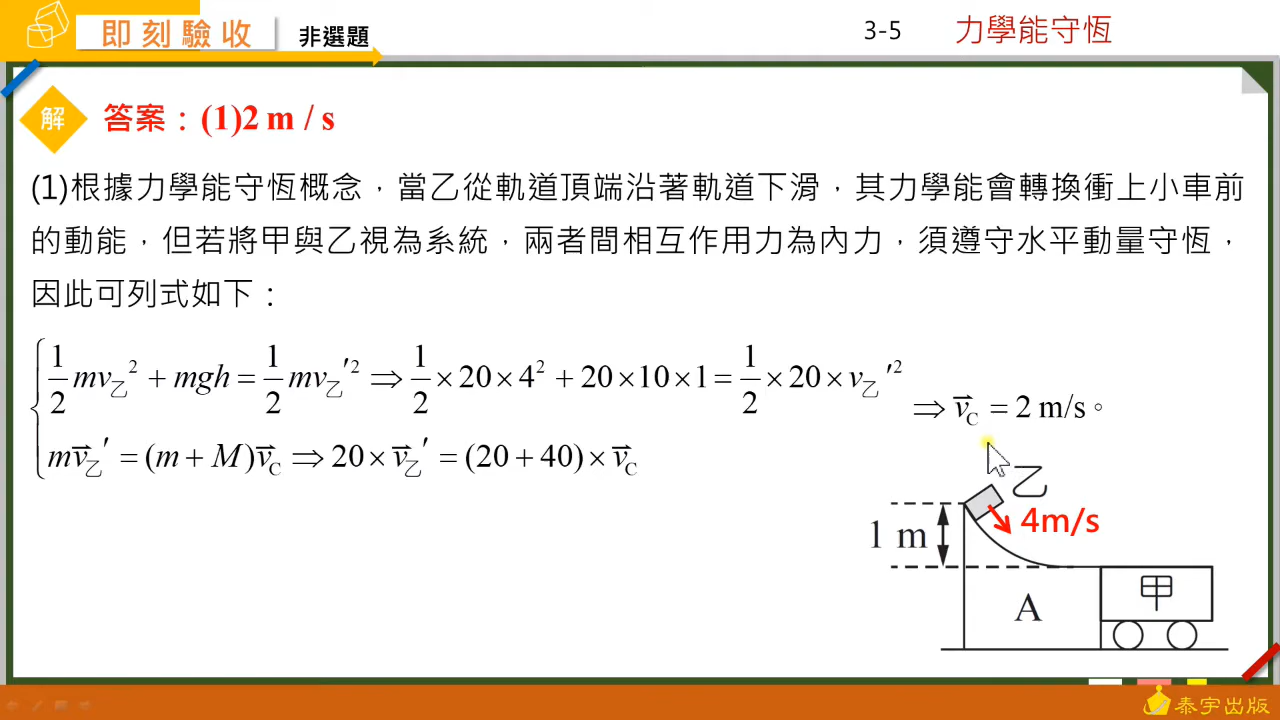 即刻驗收 非選題 3-5 力學能守恆
解 答案：(1)2 m / s
(1)根據力學能守恆概念，當乙從軌道頂端沿著軌道下滑，其力學能會轉換衝上小車前
的動能，但若將甲與乙視為系統，兩者間相互作用力為內力，須遵守水平動量守恆，
因此可列式如下：
1/2 mv乙² + mgh = 1/2 mv乙′² ⇒ 1/2 × 20 × 4² + 20 × 10 × 1 = 1/2 × 20 × v乙′²
mv⃗乙′ = (m + M)v⃗C ⇒ 20 × v⃗乙′ = (20 + 40) × v⃗C
⇒ v⃗C = 2 m/s。
乙
4m/s
1 m
甲
A
泰宇出版